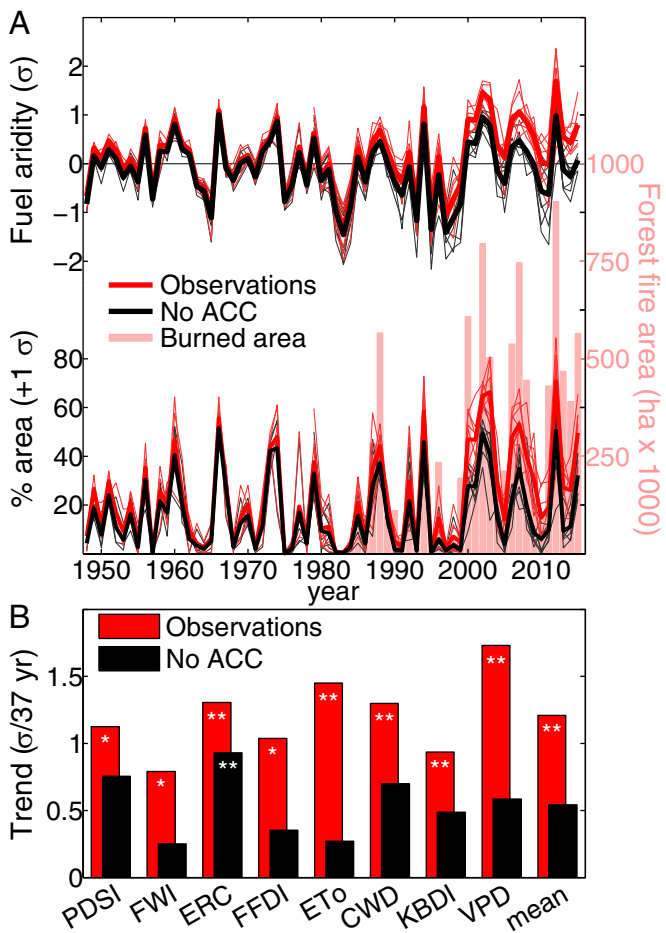 A
Fuel aridity (σ)
2
1
0
−1
−2
Observations
No ACC
Burned area
% area (+1 σ)
80
60
40
20
1000
750
500
250
Forest fire area (ha x 1000)
1950
1960
1970
1980
1990
2000
2010
year
B
Trend (σ/37 yr)
1.5
1
0.5
0
Observations
No ACC
*
*
**
**
*
**
**
**
**
**
PDSI
FWI
ERC
FFDI
ETo
CWD
KBDI
VPD
mean